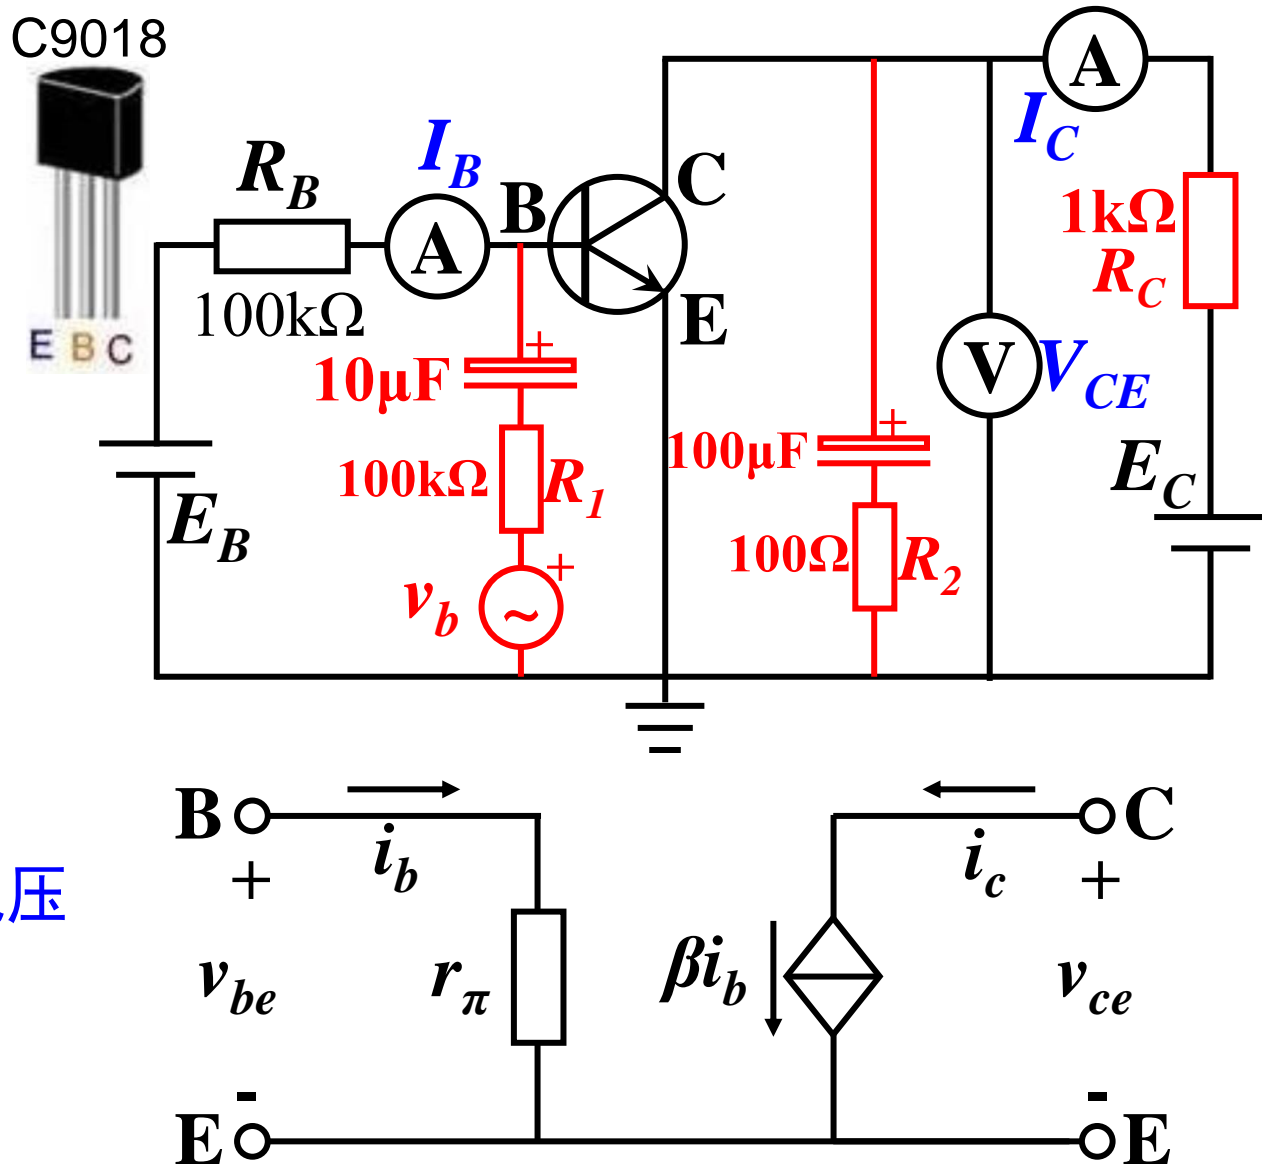 C9018
E B C
R_B
100kΩ
I_B
A
B
C
E
A
I_C
1kΩ
R_C
10μF
+
100kΩ R_1
+
v_b
~
E_B
100μF
+
100Ω R_2
V
V_CE
E_C
B
i_b
i_c
C
+
+
压
v_be
r_π
βi_b
v_ce
-
-
E
E